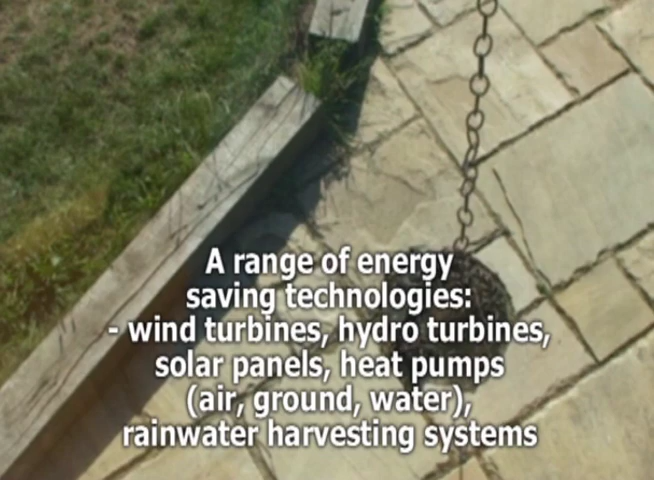 A range of energy
saving technologies:
- wind turbines, hydro turbines,
solar panels, heat pumps
(air, ground, water),
rainwater harvesting systems